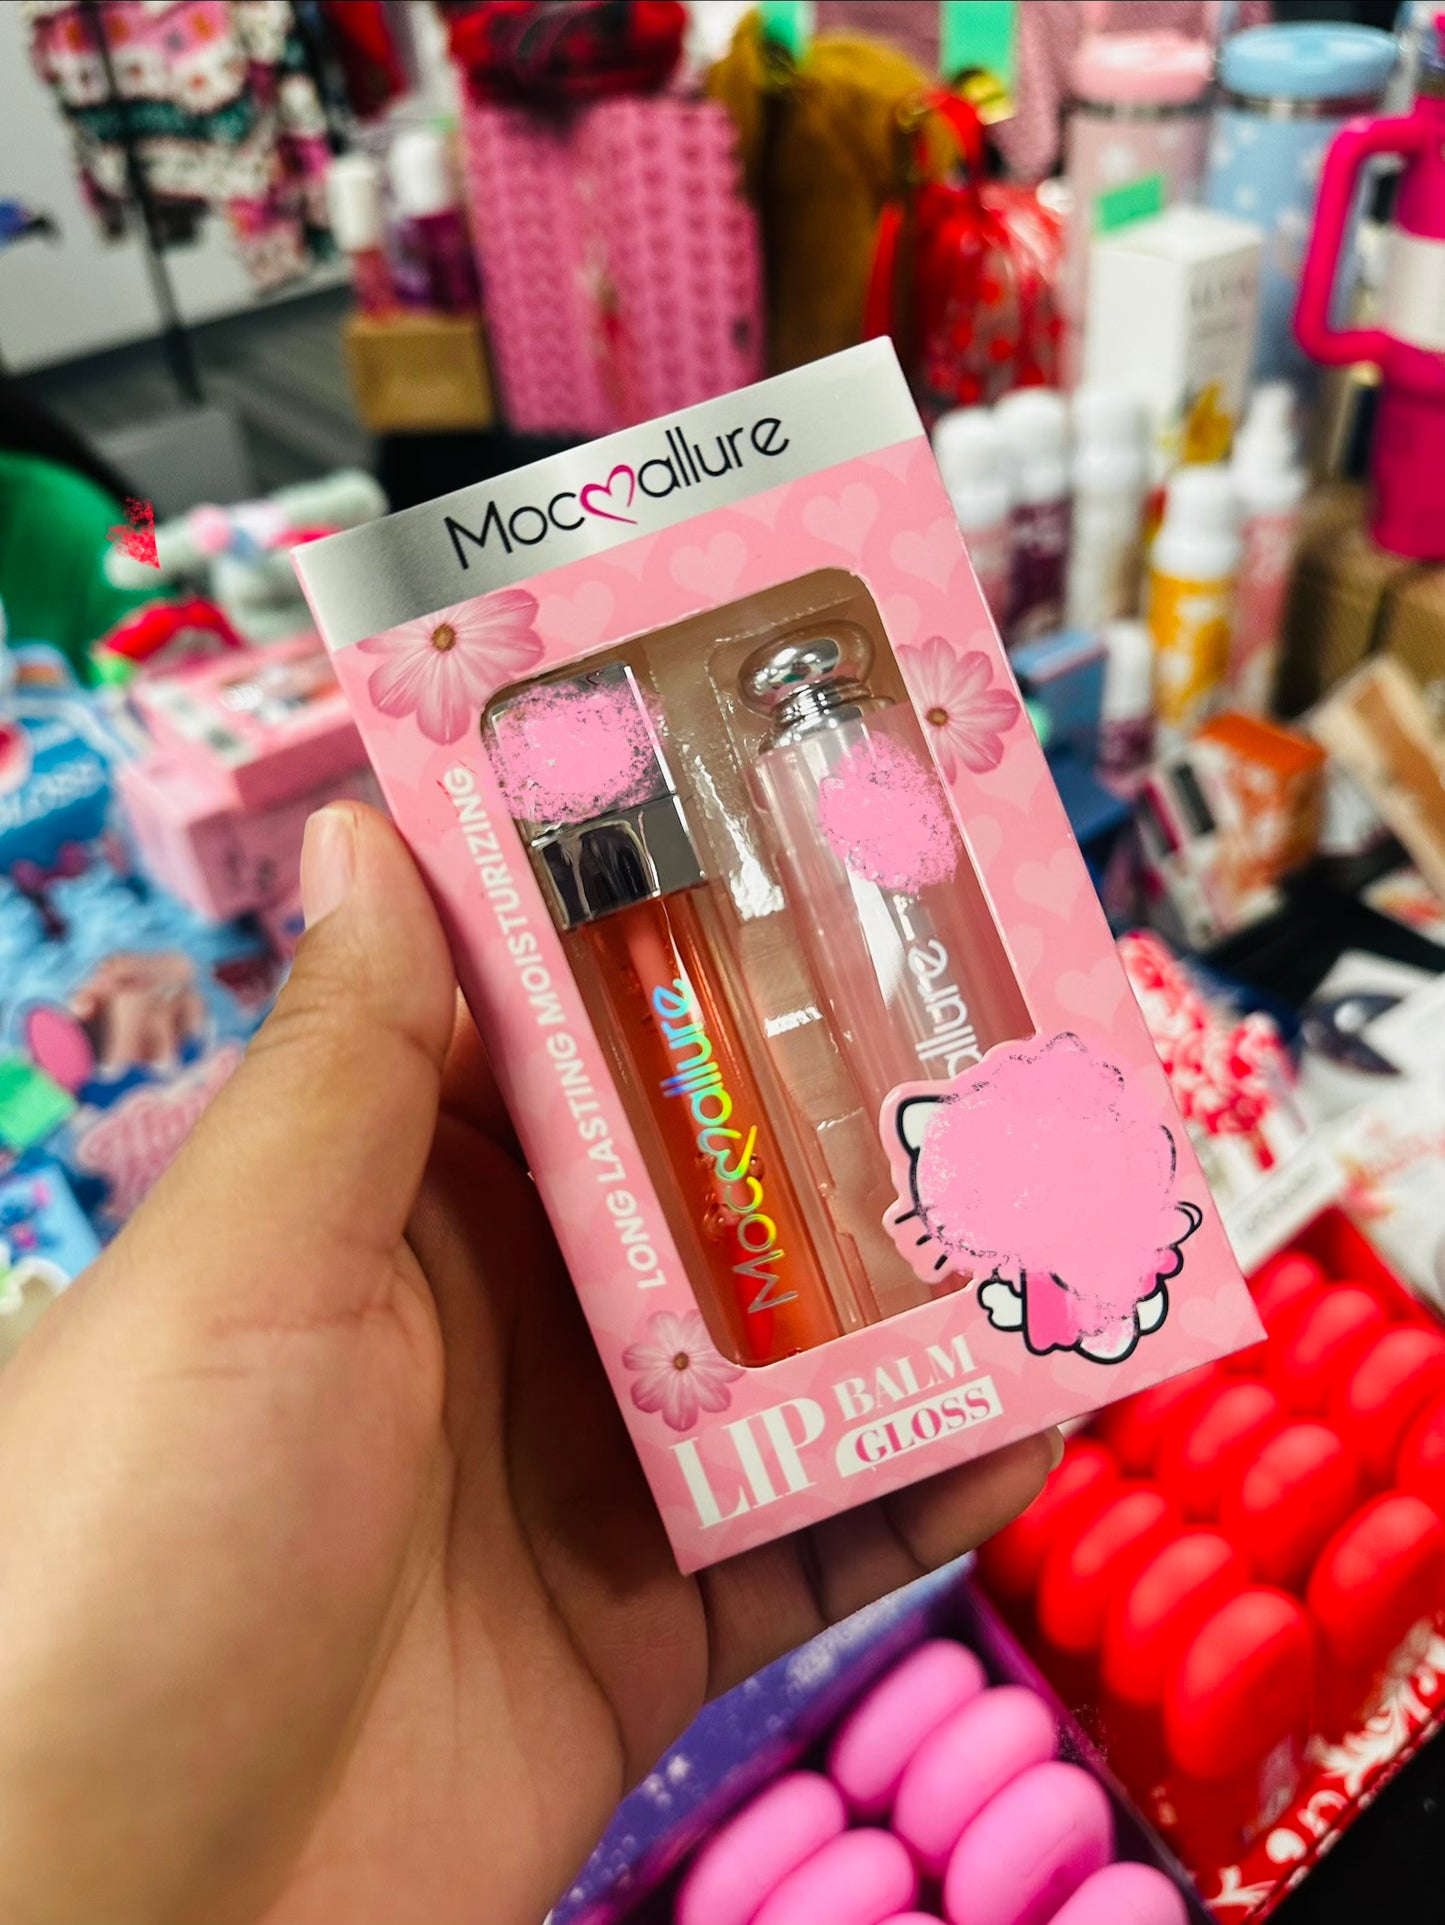 Mocallure
LONG LASTING MOISTURIZING
Mocallure
allure
LIP
BALM
GLOSS